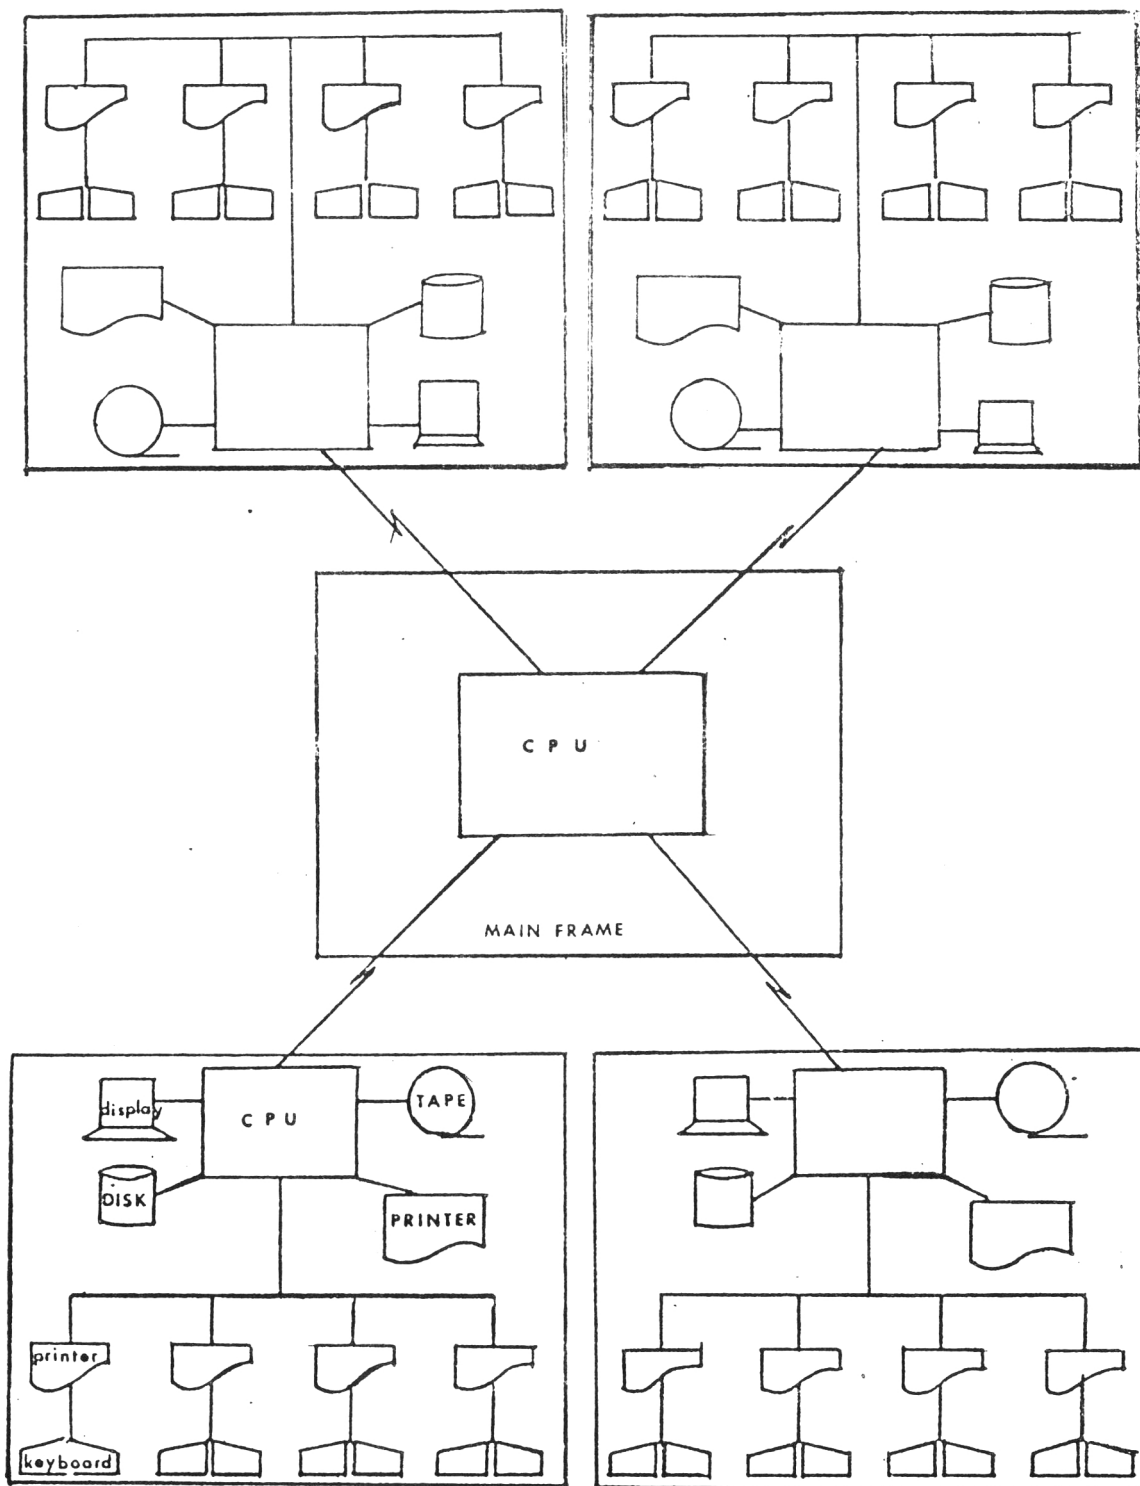 C P U
MAIN FRAME
display
C P U
TAPE
DISK
PRINTER
printer
keyboard